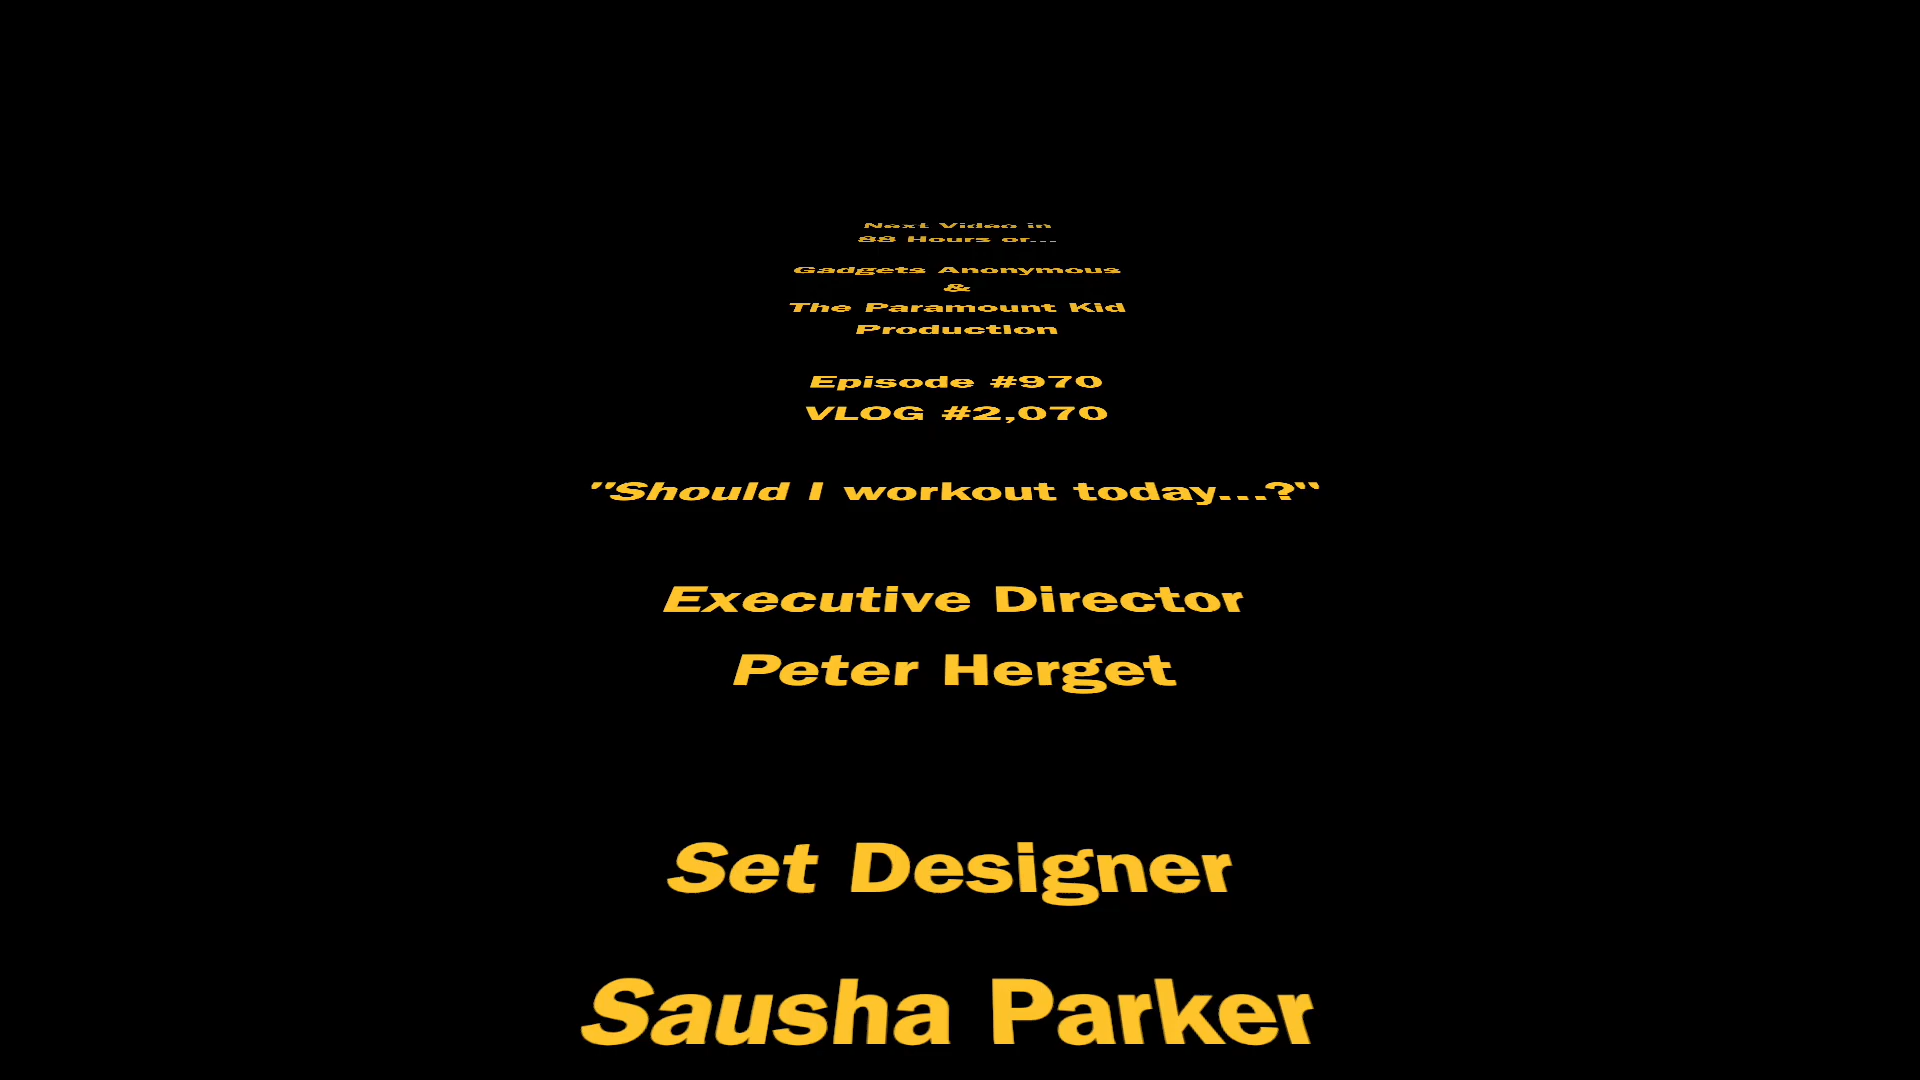 Next Video in
88 Hours or...
Gadgets Anonymous
&
The Paramount Kid
Production
Episode #970
VLOG #2,070
"Should I workout today...?"
Executive Director
Peter Herget
Set Designer
Sausha Parker